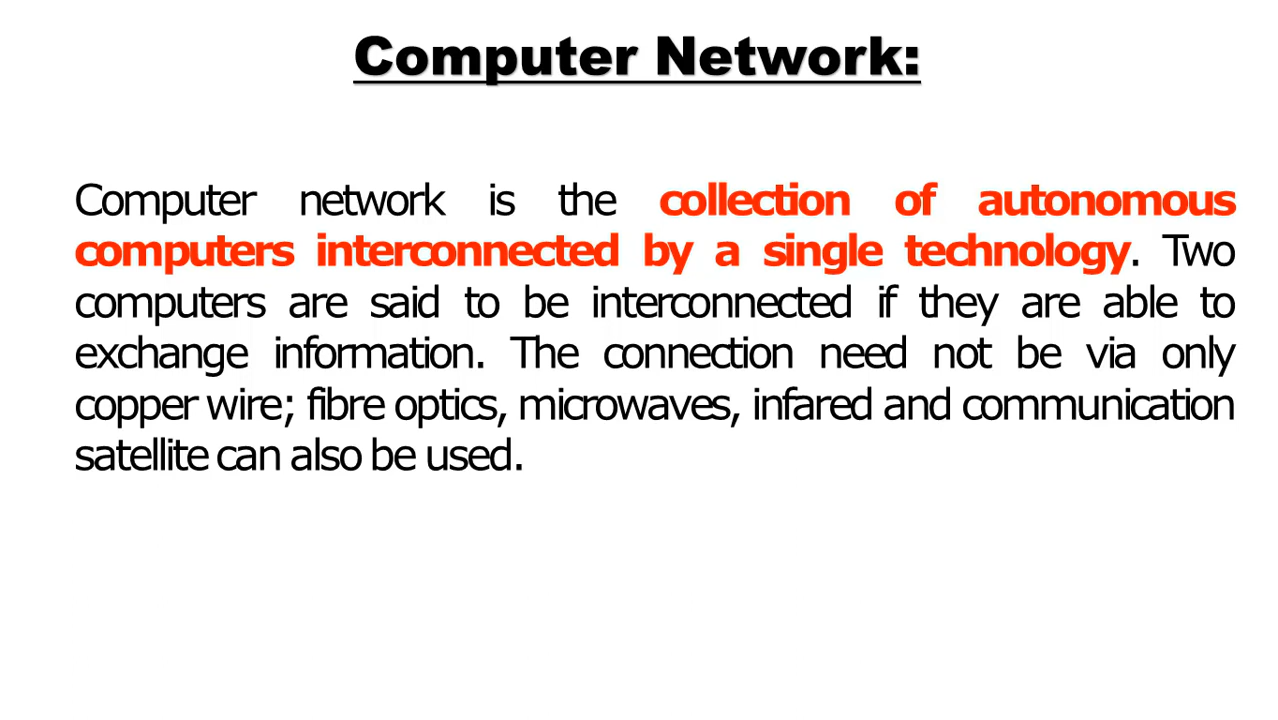 Computer Network:
Computer network is the collection of autonomous
computers interconnected by a single technology. Two
computers are said to be interconnected if they are able to
exchange information. The connection need not be via only
copper wire; fibre optics, microwaves, infared and communication
satellite can also be used.